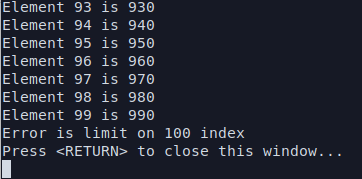 Element 93 is 930
Element 94 is 940
Element 95 is 950
Element 96 is 960
Element 97 is 970
Element 98 is 980
Element 99 is 990
Error is limit on 100 index
Press <RETURN> to close this window...